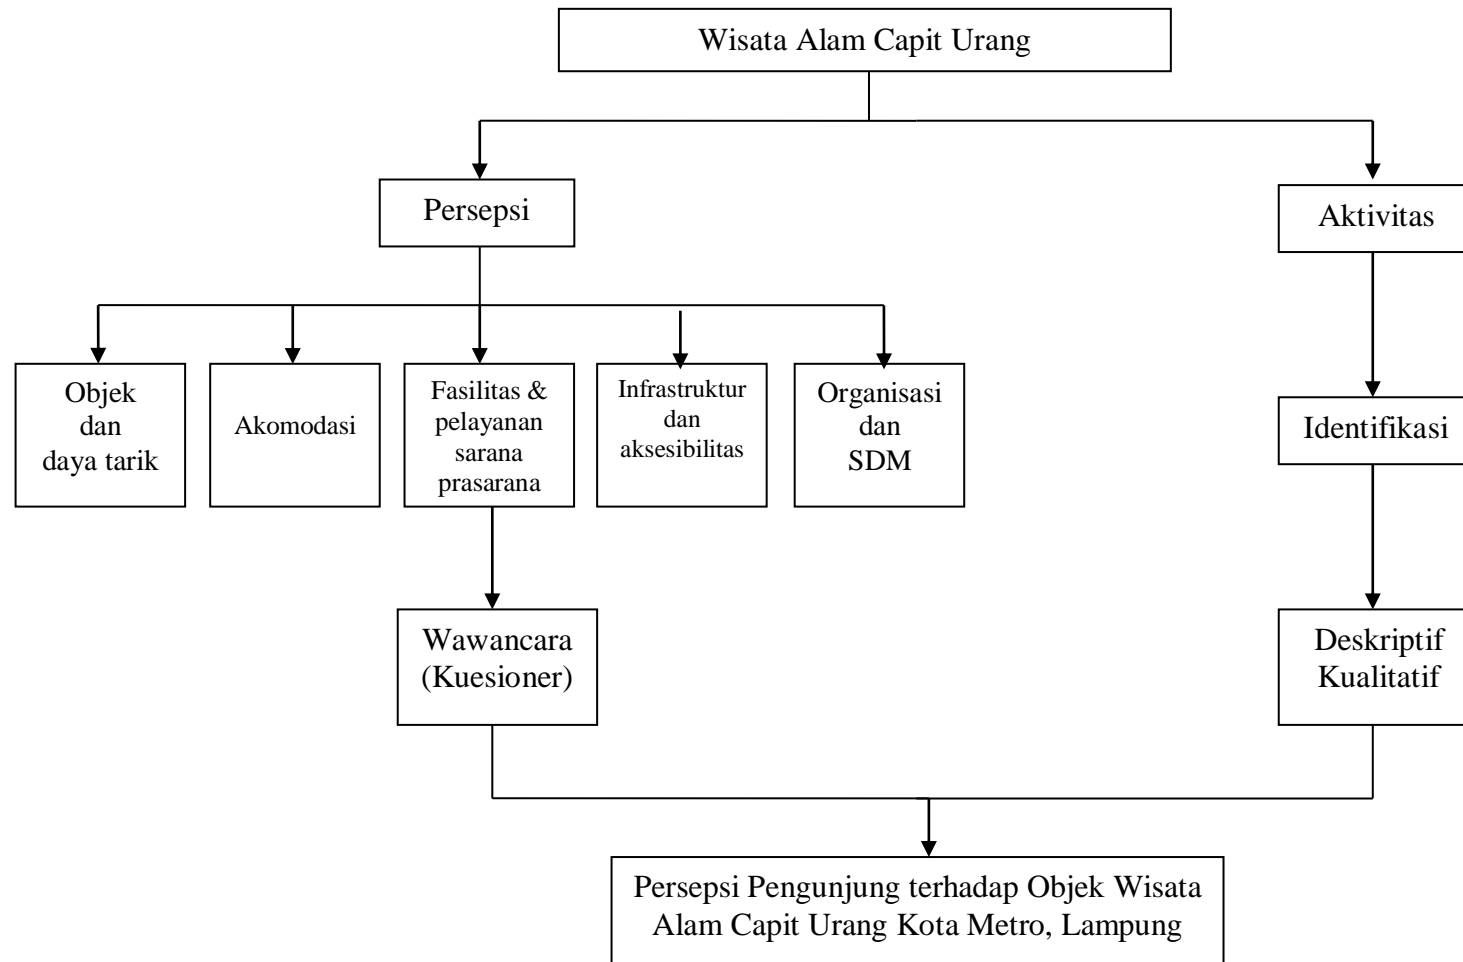 Wisata Alam Capit Urang
Persepsi
Aktivitas
Objek
dan
daya tarik
Akomodasi
Fasilitas &
pelayanan
sarana
prasarana
Infrastruktur
dan
aksesibilitas
Organisasi
dan
SDM
Identifikasi
Wawancara
(Kuesioner)
Deskriptif
Kualitatif
Persepsi Pengunjung terhadap Objek Wisata
Alam Capit Urang Kota Metro, Lampung